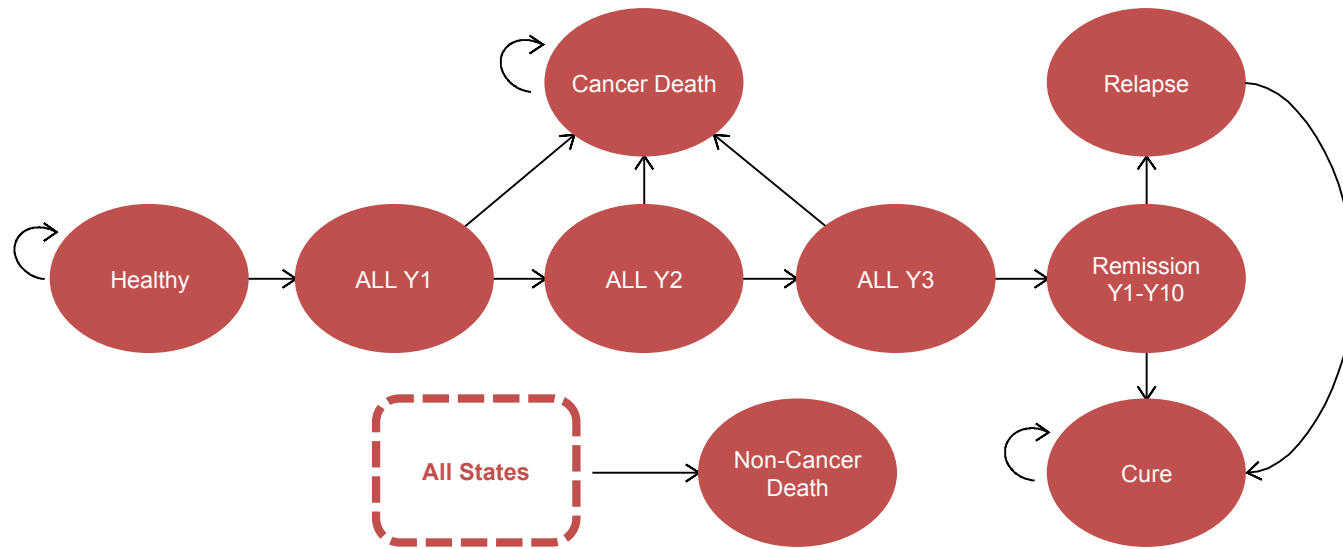 Cancer Death
Relapse
Healthy
ALL Y1
ALL Y2
ALL Y3
Remission
Y1-Y10
All States
Non-Cancer
Death
Cure